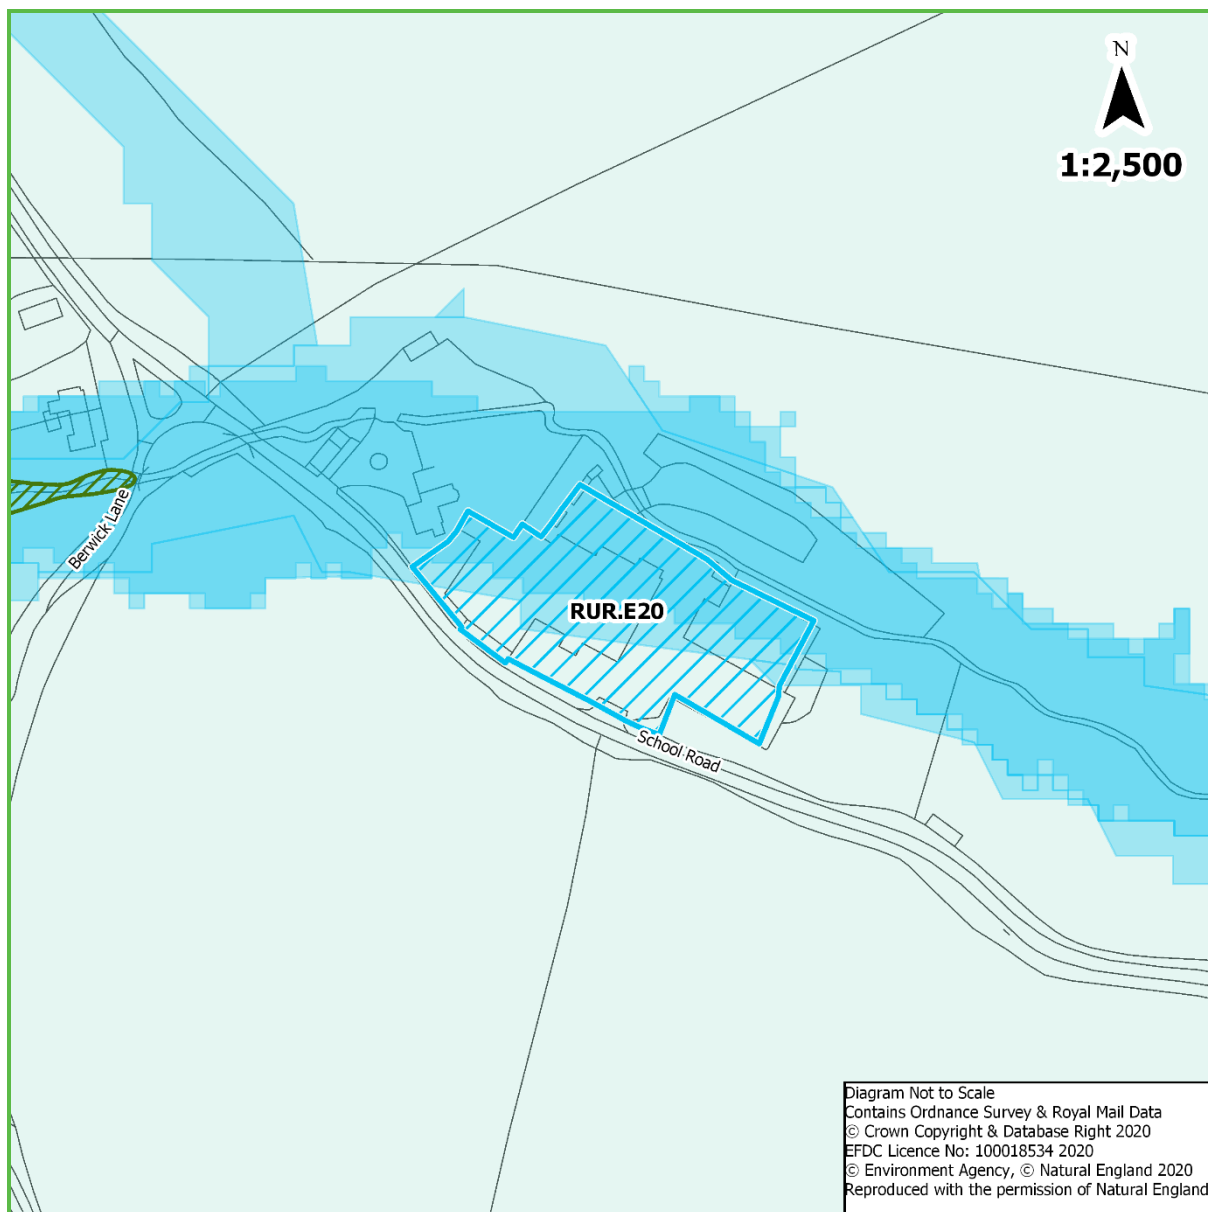 N
1:2,500
Berwick Lane
RUR.E20
School Road
Diagram Not to Scale
Contains Ordnance Survey & Royal Mail Data
© Crown Copyright & Database Right 2020
EFDC Licence No: 100018534 2020
© Environment Agency, © Natural England 2020
Reproduced with the permission of Natural England